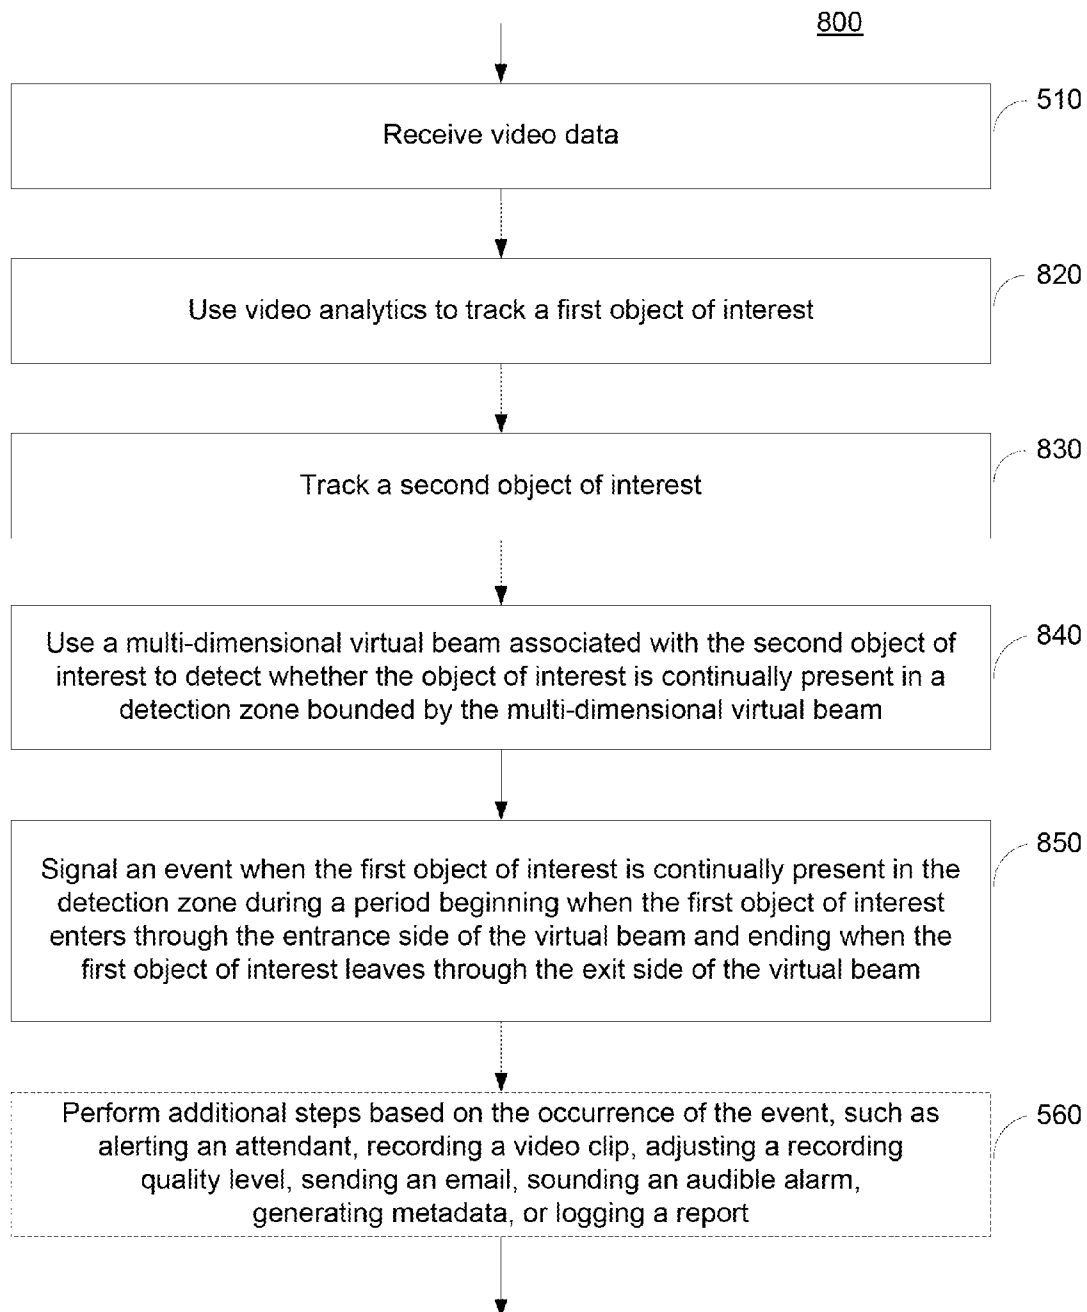 800
Receive video data
510
Use video analytics to track a first object of interest
820
Track a second object of interest
830
Use a multi-dimensional virtual beam associated with the second object of
interest to detect whether the object of interest is continually present in a
detection zone bounded by the multi-dimensional virtual beam
840
Signal an event when the first object of interest is continually present in the
detection zone during a period beginning when the first object of interest
enters through the entrance side of the virtual beam and ending when the
first object of interest leaves through the exit side of the virtual beam
850
Perform additional steps based on the occurrence of the event, such as
alerting an attendant, recording a video clip, adjusting a recording
quality level, sending an email, sounding an audible alarm,
generating metadata, or logging a report
560